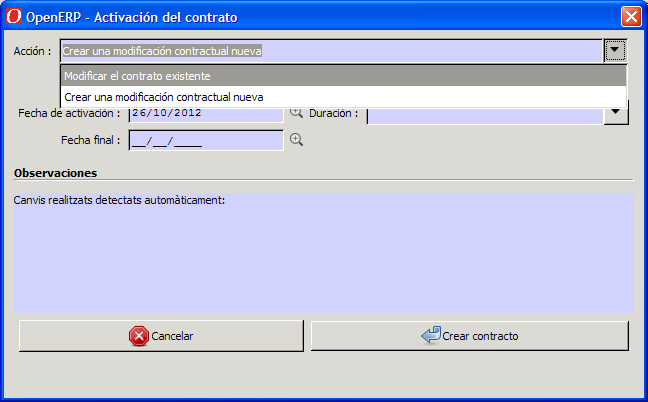 OpenERP - Activación del contrato
Acción : Crear una modificación contractual nueva
Modificar el contrato existente
Crear una modificación contractual nueva
Fecha de activación : 26/10/2012 Duración :
Fecha final : __/__/____
Observaciones
Canvis realitzats detectats automàticament:
Cancelar Crear contracto